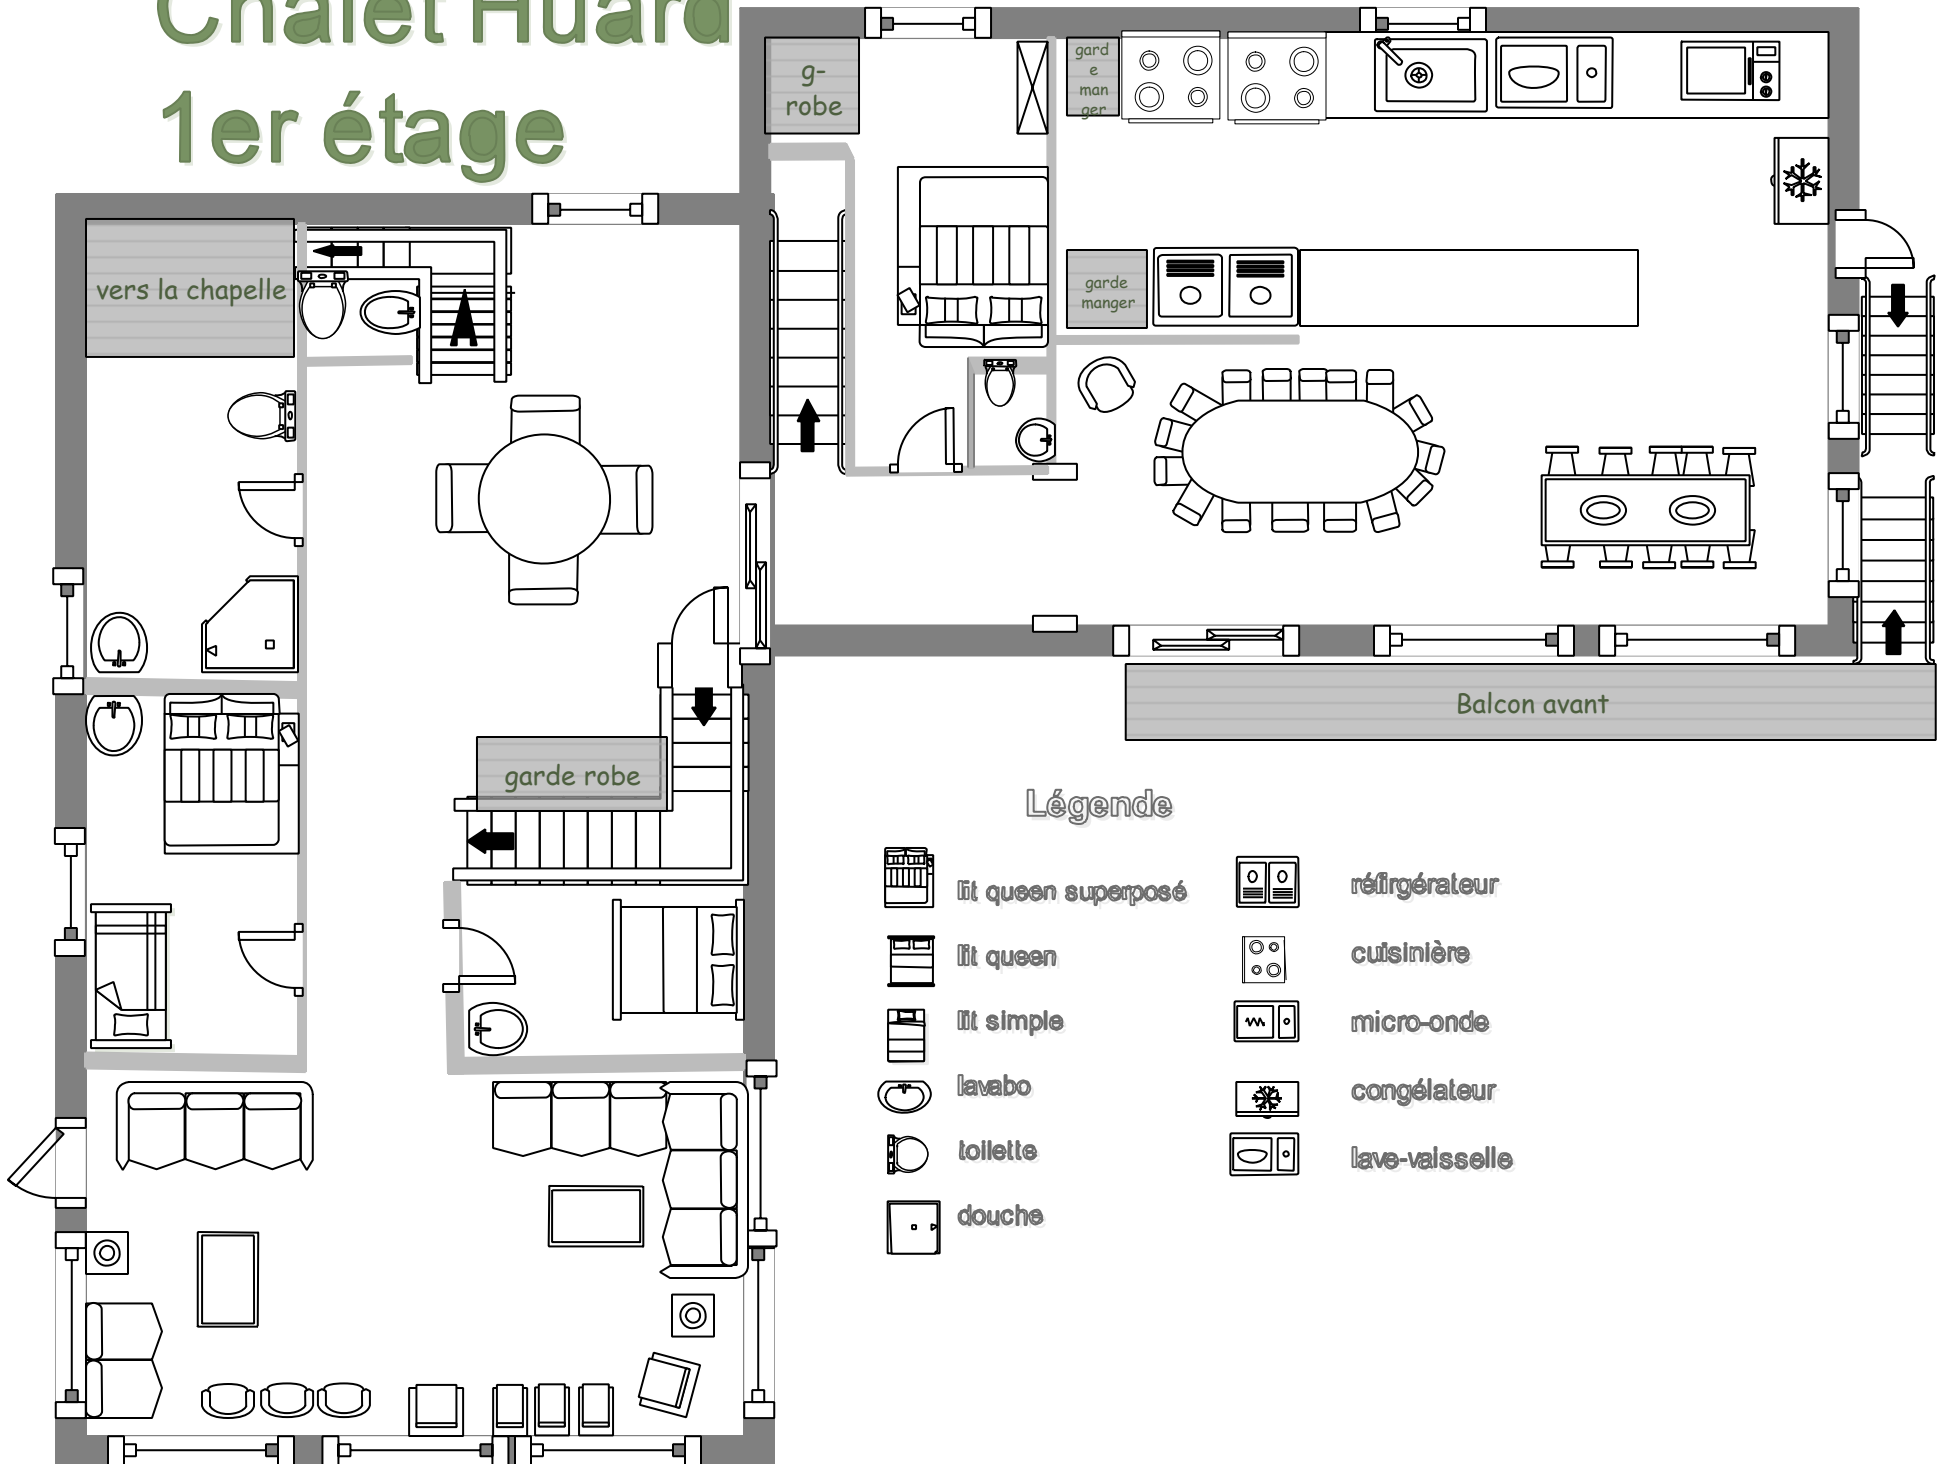 Chalet Huard
1er étage
g-
robe
gard
e
man
ger
vers la chapelle
garde
manger
garde robe
Balcon avant
Légende
lit queen superposé
lit queen
lit simple
lavabo
toilette
douche
réfirgérateur
cuisinière
micro-onde
congélateur
lave-vaisselle